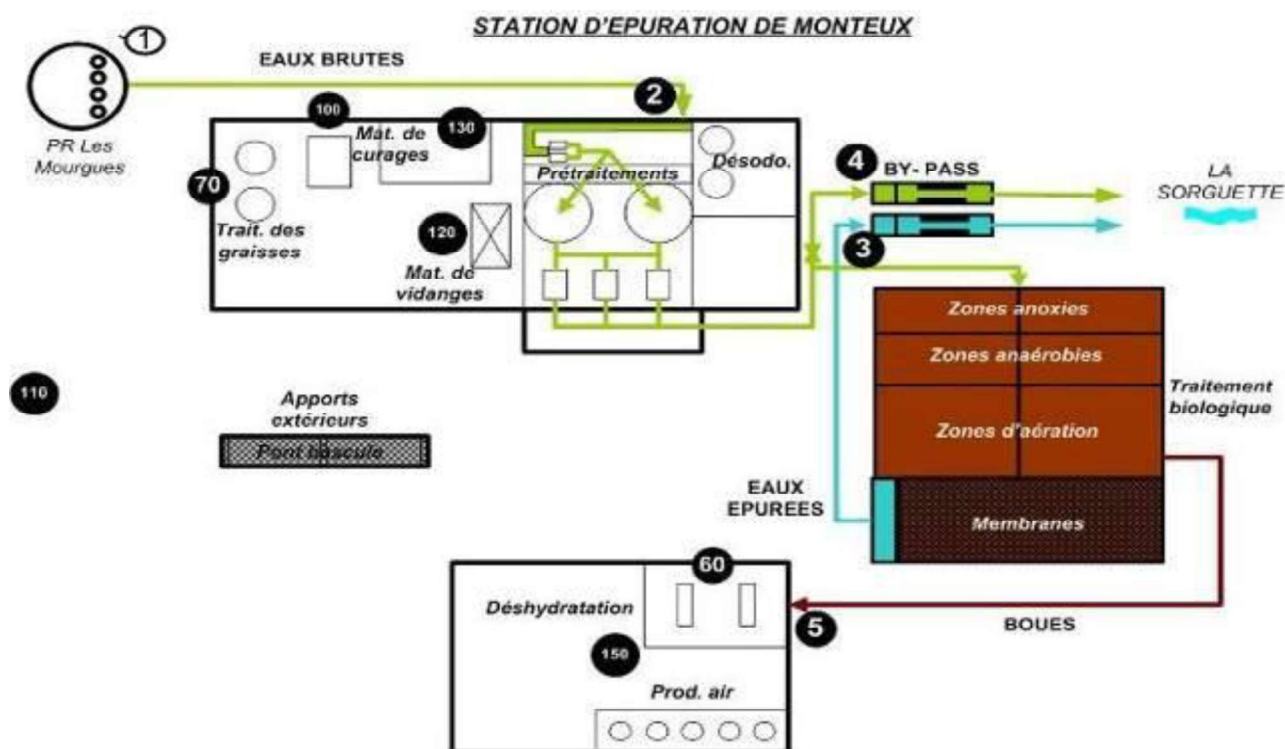 STATION D'EPURATION DE MONTEUX
1
EAUX BRUTES
PR Les
Mourgues
2
100
Mat. de
curages
130
Désodo.
Prétraitements
70
Trait. des
graisses
120
Mat. de
vidanges
4
BY- PASS
3
LA
SORGUETTE
Zones anoxies
Zones anaérobies
Zones d'aération
Membranes
Traitement
biologique
110
Apports
extérieurs
Pont bascule
EAUX
EPUREES
60
Déshydratation
150
Prod. air
5
BOUES